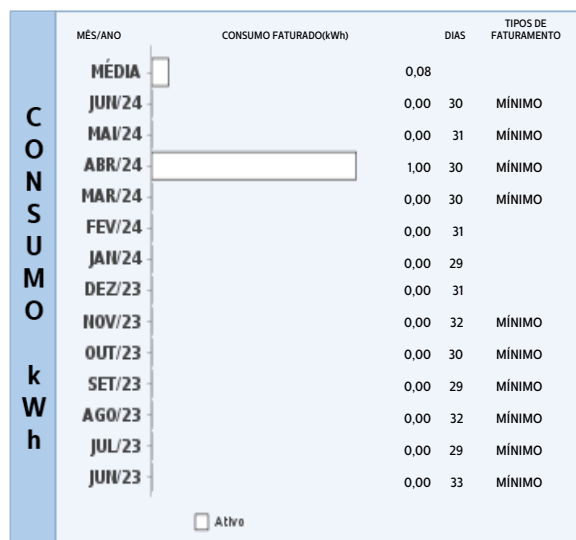 MÊS/ANO CONSUMO FATURADO(kWh) DIAS TIPOS DE FATURAMENTO
CONSUMO kWh
MÉDIA 0,08
JUN/24 0,00 30 MÍNIMO
MAI/24 0,00 31 MÍNIMO
ABR/24 1,00 30 MÍNIMO
MAR/24 0,00 30 MÍNIMO
FEV/24 0,00 31
JAN/24 0,00 29
DEZ/23 0,00 31
NOV/23 0,00 32 MÍNIMO
OUT/23 0,00 30 MÍNIMO
SET/23 0,00 29 MÍNIMO
AGO/23 0,00 32 MÍNIMO
JUL/23 0,00 29 MÍNIMO
JUN/23 0,00 33 MÍNIMO
Ativo